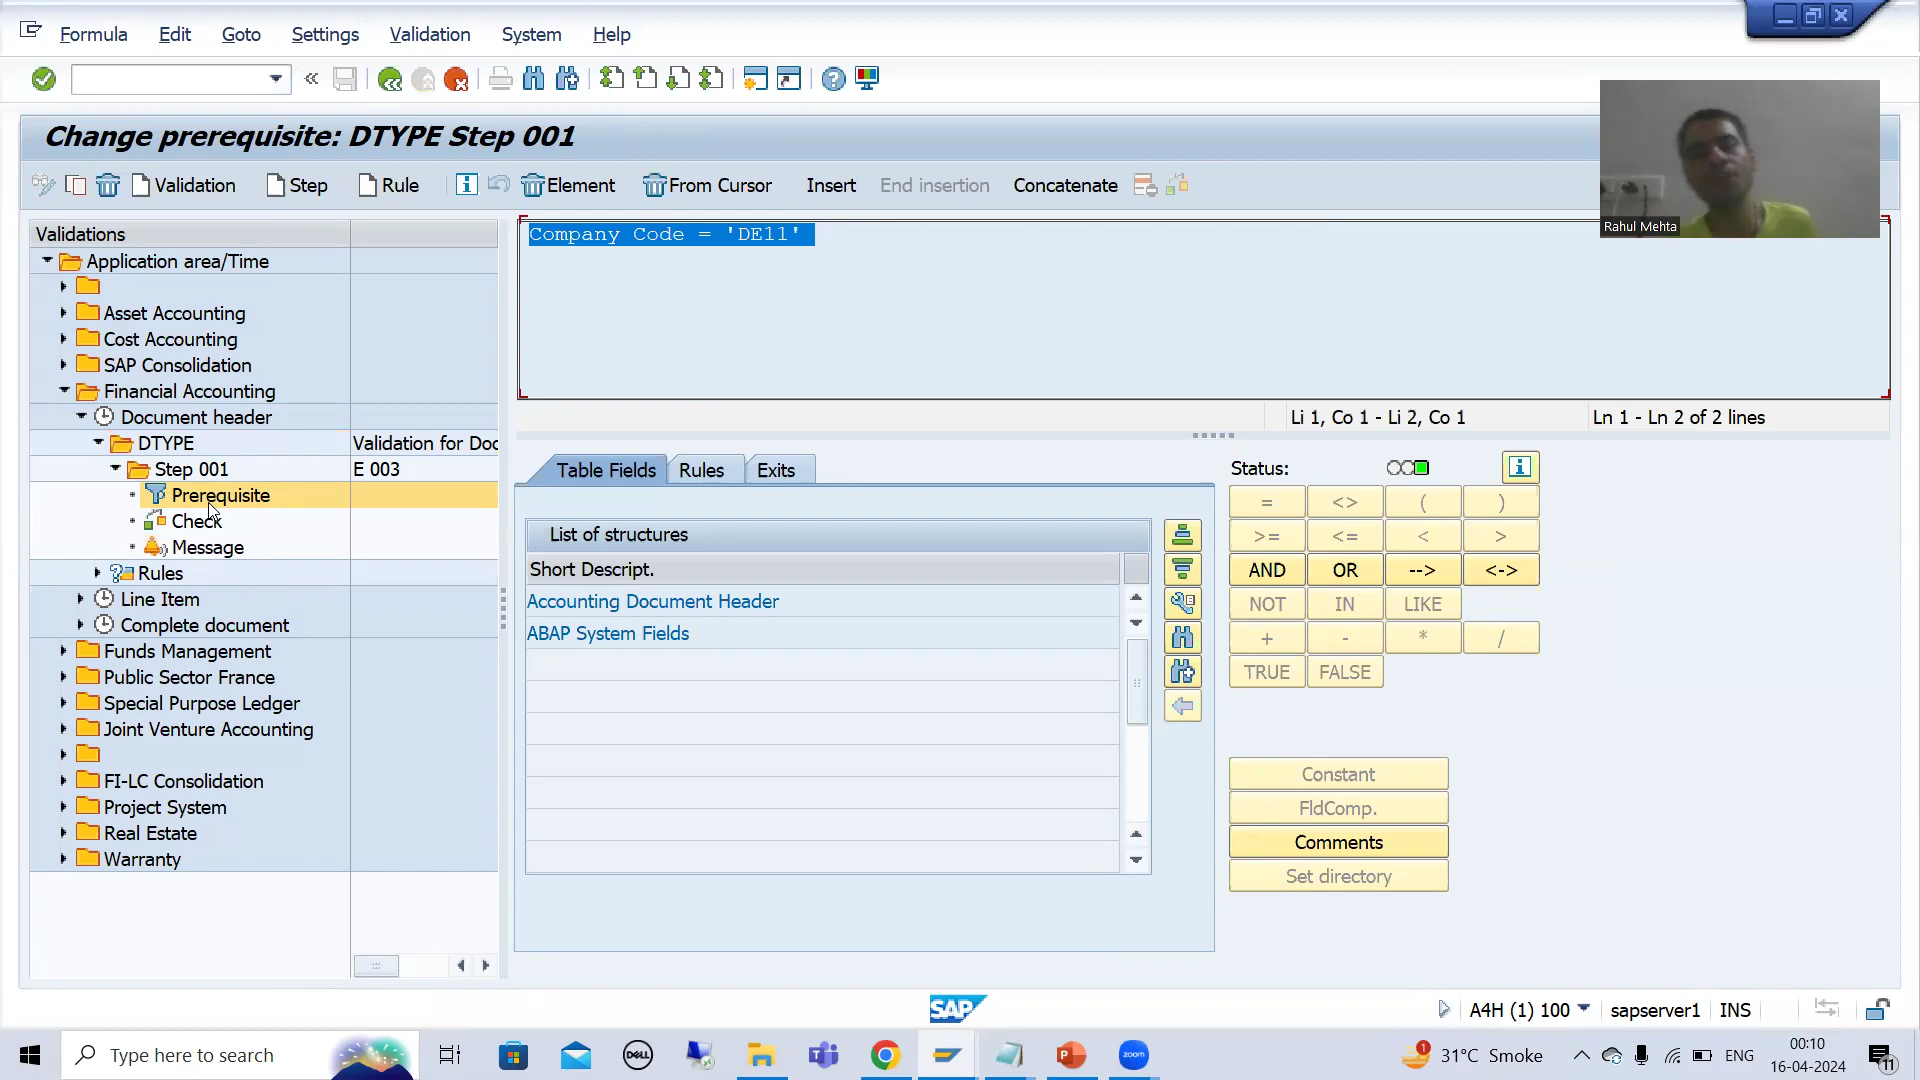 Formula Edit Goto Settings Validation System Help
Change prerequisite: DTYPE Step 001
Validation Step Rule Element From Cursor Insert End insertion Concatenate
Rahul Mehta
Validations
Application area/Time
Asset Accounting
Cost Accounting
SAP Consolidation
Financial Accounting
Document header
DTYPE Validation for Doc
Step 001 E 003
Prerequisite
Check
Message
Rules
Line Item
Complete document
Funds Management
Public Sector France
Special Purpose Ledger
Joint Venture Accounting
FI-LC Consolidation
Project System
Real Estate
Warranty
Company Code = 'DE11'
Li 1, Co 1 - Li 2, Co 1 Ln 1 - Ln 2 of 2 lines
Table Fields Rules Exits
List of structures
Short Descript.
Accounting Document Header
ABAP System Fields
Status:
= <> ( )
>= <= < >
AND OR --> <->
NOT IN LIKE
+ - * /
TRUE FALSE
Constant
FldComp.
Comments
Set directory
SAP
A4H (1) 100 sapserver1 INS
Type here to search
DELL
zoom
1
31°C Smoke
ENG
00:10
16-04-2024
11